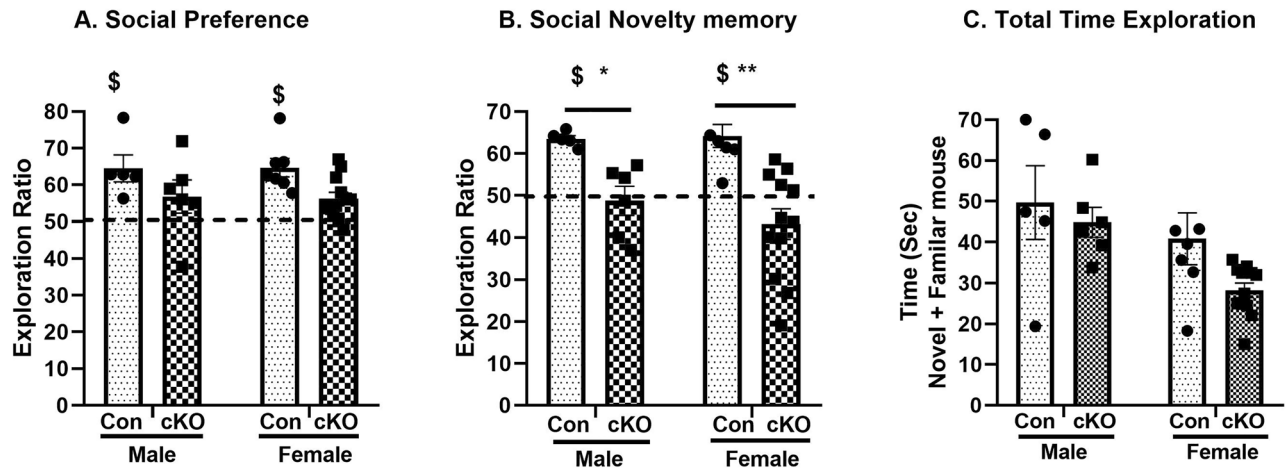 A. Social Preference
$
$
80
70
60
50
40
30
20
10
0
Exploration Ratio
Con cKO
Con cKO
Male
Female
B. Social Novelty memory
$ *
$ **
70
60
50
40
30
20
10
0
Exploration Ratio
Con cKO
Con cKO
Male
Female
C. Total Time Exploration
70
60
50
40
30
20
10
0
Time (Sec)
Novel + Familiar mouse
Con cKO
Con cKO
Male
Female